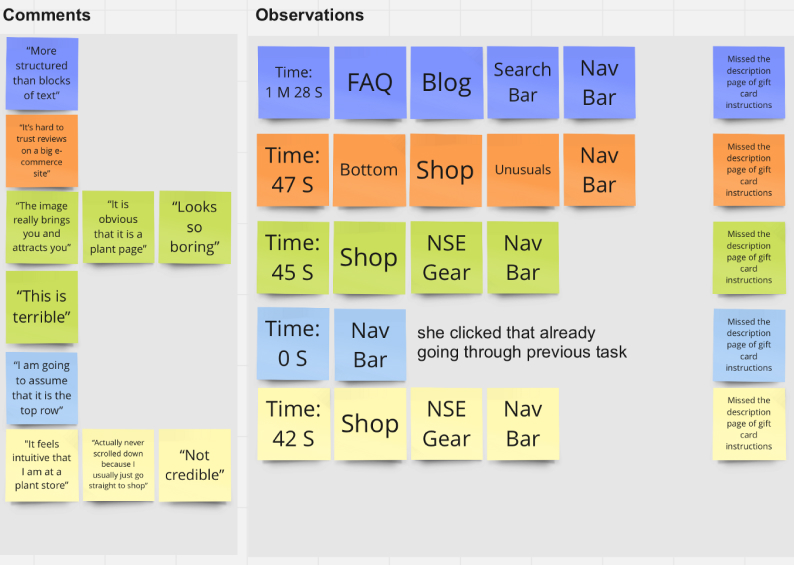 Comments
Observations
“More
structured
than blocks
of text”
“It's hard to
trust reviews
on a big e-
commerce
site”
“The image
really brings
you and
attracts you”
“It is
obvious
that it is a
plant page”
“Looks
so
boring”
“This is
terrible”
“I am going
to assume
that it is the
top row”
“It feels
intuitive that
I am at a
plant store”
“Actually never
scrolled down
because I
usually just go
straight to shop”
“Not
credible”
Time:
1 M 28 S
FAQ
Blog
Search
Bar
Nav
Bar
Missed the
description
page of gift
card
instructions
Time:
47 S
Bottom
Shop
Unusuals
Nav
Bar
Missed the
description
page of gift
card
instructions
Time:
45 S
Shop
NSE
Gear
Nav
Bar
Missed the
description
page of gift
card
instructions
Time:
0 S
Nav
Bar
she clicked that already
going through previous task
Missed the
description
page of gift
card
instructions
Time:
42 S
Shop
NSE
Gear
Nav
Bar
Missed the
description
page of gift
card
instructions